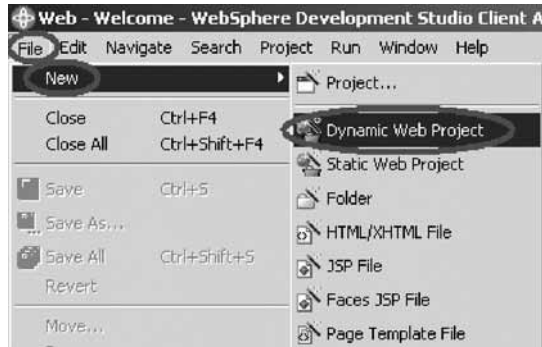 Web - Welcome - WebSphere Development Studio Client A
File Edit Navigate Search Project Run Window Help
New
Close Ctrl+F4
Close All Ctrl+Shift+F4
Save Ctrl+S
Save As...
Save All Ctrl+Shift+S
Revert
Move...
Project...
Dynamic Web Project
Static Web Project
Folder
HTML/XHTML File
JSP File
Faces JSP File
Page Template File